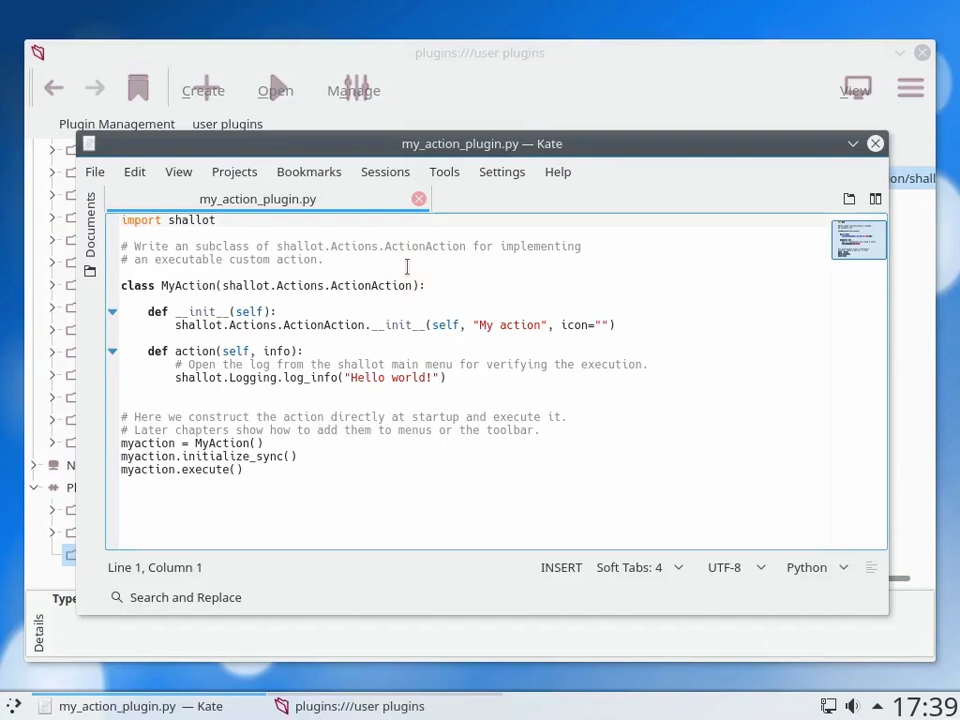 plugins:///user plugins
Create
Open
Manage
View
Plugin Management
user plugins
on/shall
my_action_plugin.py — Kate
File
Edit
View
Projects
Bookmarks
Sessions
Tools
Settings
Help
my_action_plugin.py
Documents
import shallot
# Write an subclass of shallot.Actions.ActionAction for implementing
# an executable custom action.
class MyAction(shallot.Actions.ActionAction):
def __init__(self):
shallot.Actions.ActionAction.__init__(self, "My action", icon="")
def action(self, info):
# Open the log from the shallot main menu for verifying the execution.
shallot.Logging.log_info("Hello world!")
# Here we construct the action directly at startup and execute it.
# Later chapters show how to add them to menus or the toolbar.
myaction = MyAction()
myaction.initialize_sync()
myaction.execute()
N
Pl
Line 1, Column 1
INSERT
Soft Tabs: 4
UTF-8
Python
Search and Replace
Type
Details
my_action_plugin.py — Kate
plugins:///user plugins
17:39